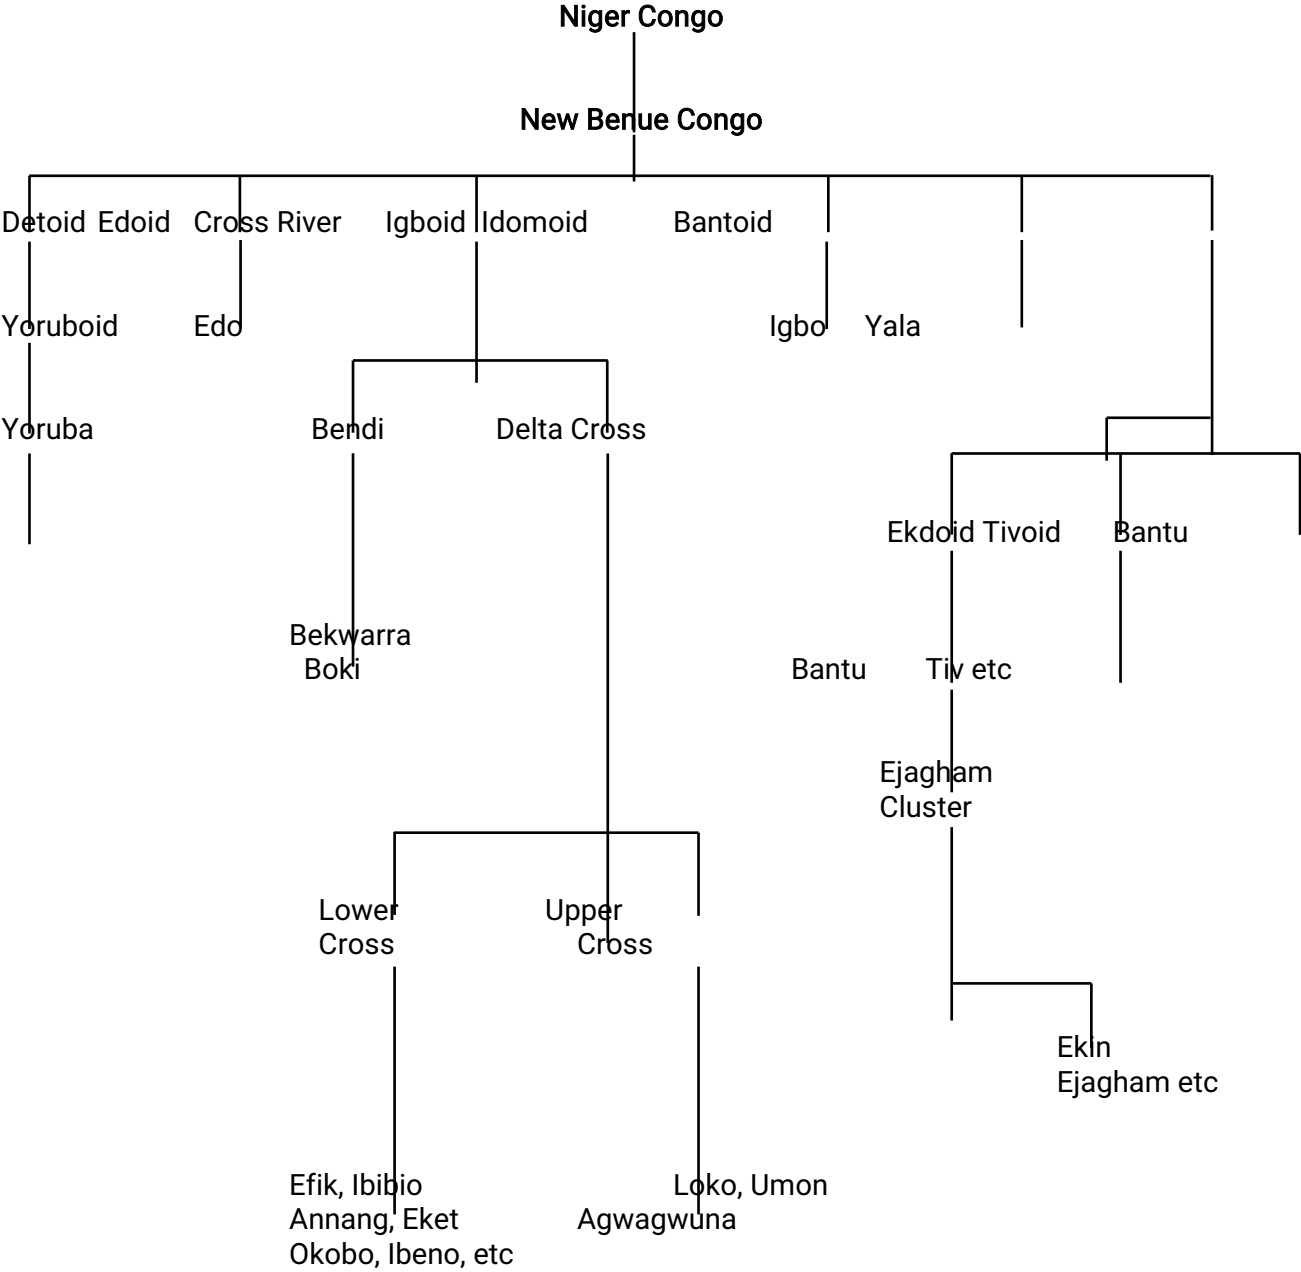 Niger Congo
New Benue Congo
Detoid Edoid Cross River Igboid Idomoid Bantoid
Yoruboid Edo Igbo Yala
Yoruba Bendi Delta Cross
Ekdoid Tivoid Bantu
Bekwarra
Boki Bantu Tiv etc
Ejagham
Cluster
Lower Upper
Cross Cross
Ekin
Ejagham etc
Efik, Ibibio Loko, Umon
Annang, Eket Agwagwuna
Okobo, Ibeno, etc